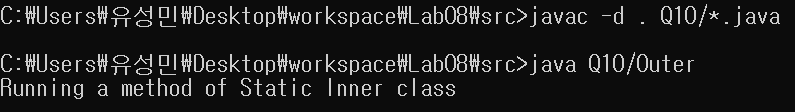 C:₩Users₩유성민₩Desktop₩workspace₩Lab08₩src>javac -d . Q10/*.java
C:₩Users₩유성민₩Desktop₩workspace₩Lab08₩src>java Q10/Outer
Running a method of Static Inner class